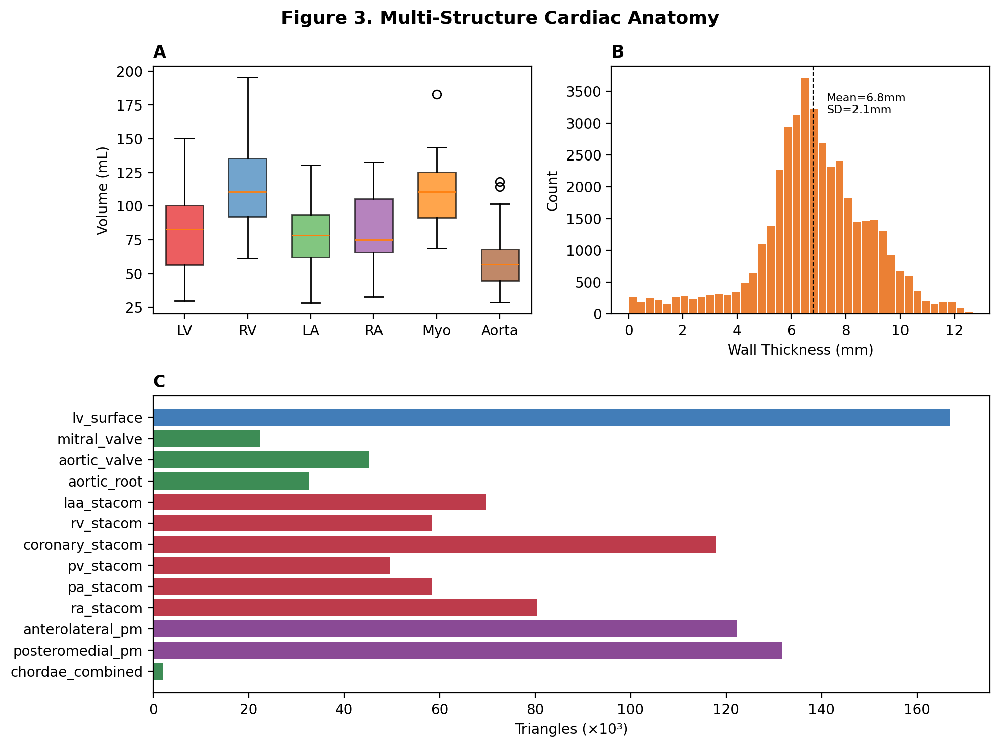 Figure 3. Multi-Structure Cardiac Anatomy
A
Volume (mL)
200
175
150
125
100
75
50
25
LV RV LA RA Myo Aorta
B
Count
3500
3000
2500
2000
1500
1000
500
0
Mean=6.8mm
SD=2.1mm
0 2 4 6 8 10 12
Wall Thickness (mm)
C
lv_surface
mitral_valve
aortic_valve
aortic_root
laa_stacom
rv_stacom
coronary_stacom
pv_stacom
pa_stacom
ra_stacom
anterolateral_pm
posteromedial_pm
chordae_combined
0 20 40 60 80 100 120 140 160
Triangles (×10³)